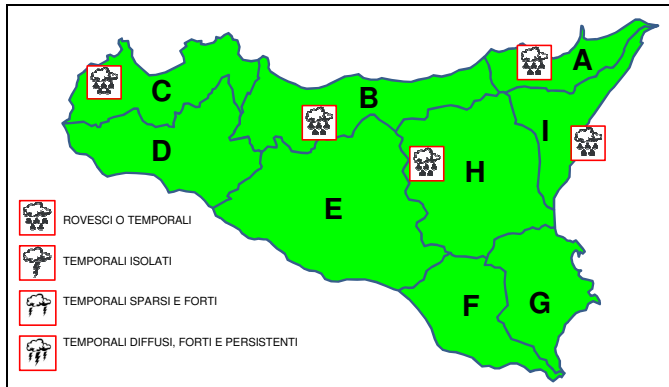 A
C
B
I
D
H
E
F
G
ROVESCI O TEMPORALI
TEMPORALI ISOLATI
TEMPORALI SPARSI E FORTI
TEMPORALI DIFFUSI, FORTI E PERSISTENTI